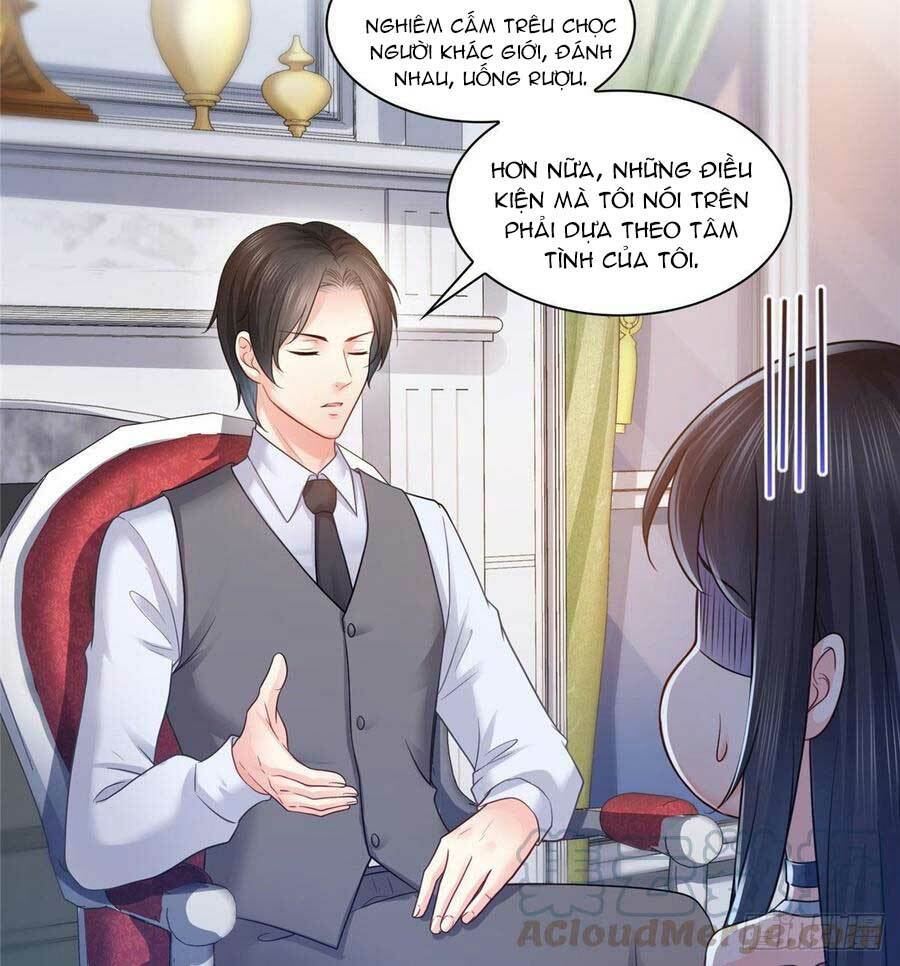 NGHIÊM CẤM TRÊU CHỌC
NGƯỜI KHÁC GIỚI, ĐÁNH
NHAU, UỐNG RƯỢU.
HƠN NỮA, NHỮNG ĐIỀU
KIỆN MÀ TÔI NÓI TRÊN
PHẢI DỰA THEO TÂM
TÌNH CỦA TÔI.
AcloudMerge.com